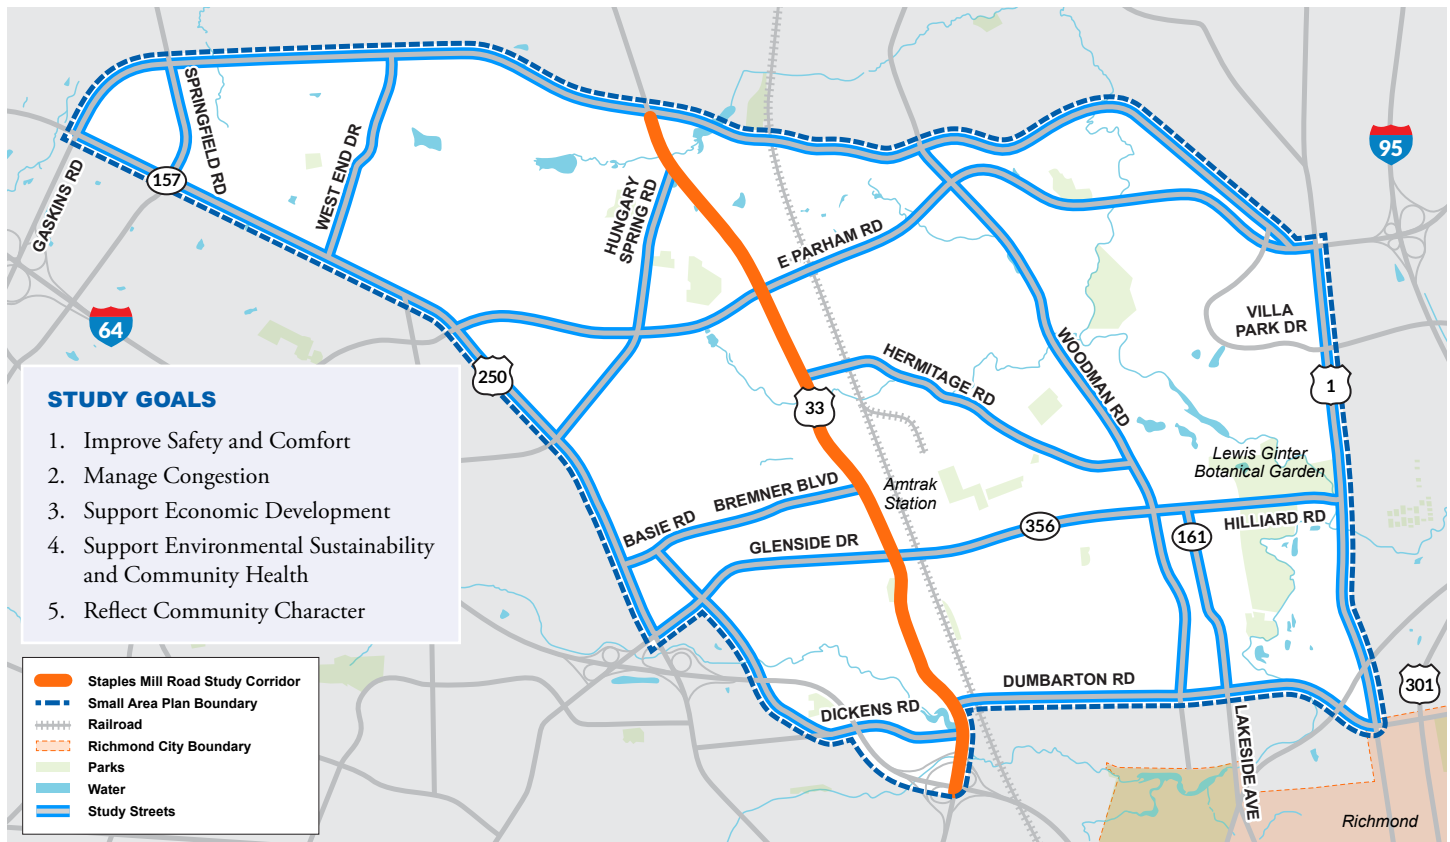 95
SPRINGFIELD RD
157
GASKINS RD
WEST END DR
HUNGARY
SPRING RD
E PARHAM RD
64
VILLA
PARK DR
WOODMAN RD
HERMITAGE RD
250
1
33
STUDY GOALS
1. Improve Safety and Comfort
2. Manage Congestion
3. Support Economic Development
4. Support Environmental Sustainability
and Community Health
5. Reflect Community Character
Lewis Ginter
Botanical Garden
BREMNER BLVD
Amtrak
Station
BASIE RD
GLENSIDE DR
356
161
HILLIARD RD
DUMBARTON RD
301
DICKENS RD
LAKESIDE AVE
Richmond
Staples Mill Road Study Corridor
Small Area Plan Boundary
Railroad
Richmond City Boundary
Parks
Water
Study Streets